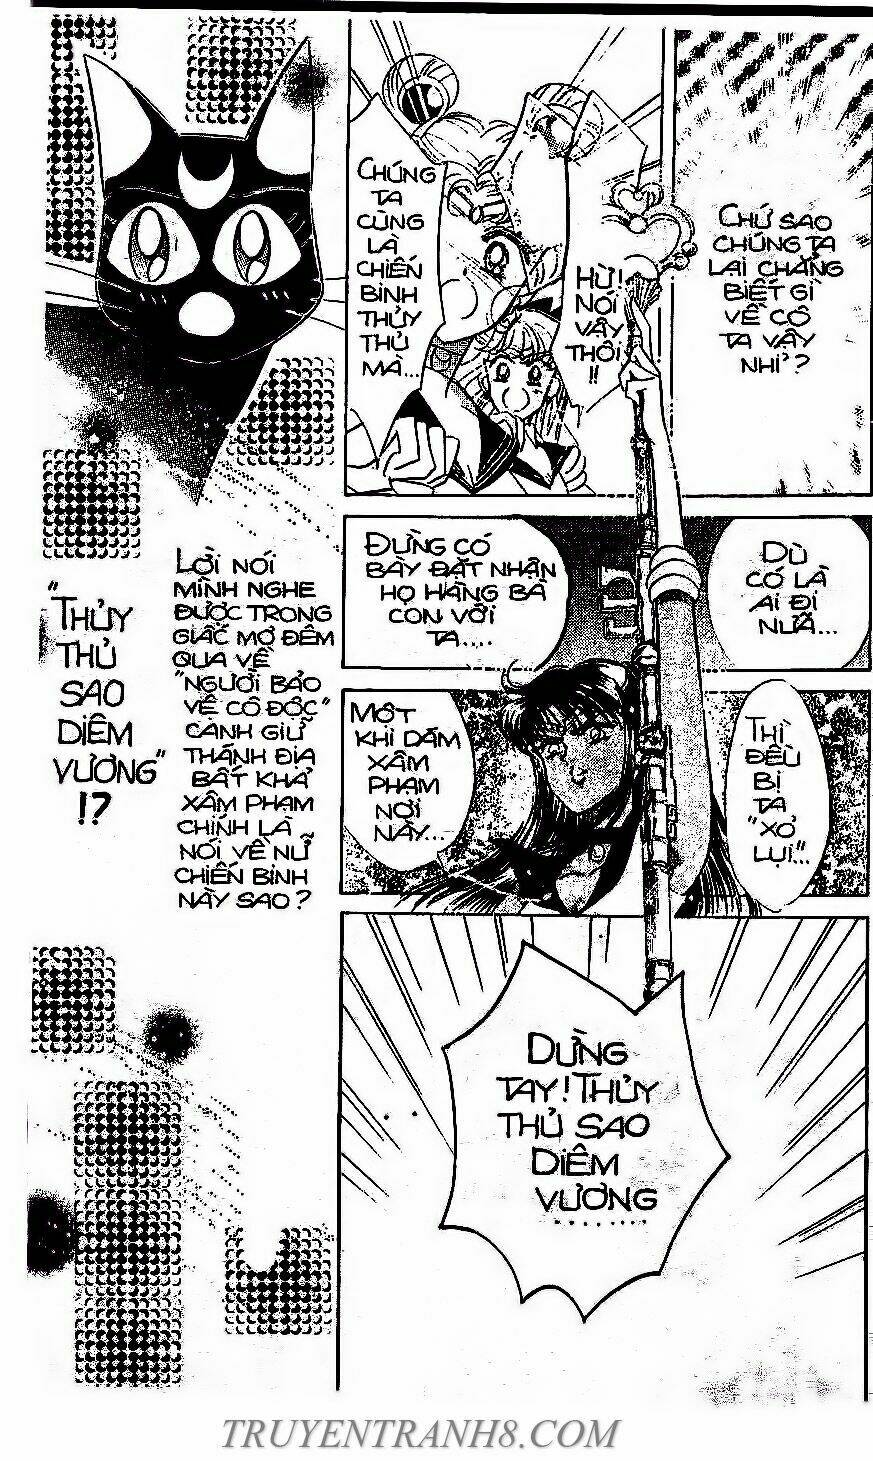 CHỨ SAO
CHÚNG TA
LẠI CHẲNG
BIẾT GÌ
VỀ CÔ
TA VẬY
NHỈ?
HỪ!
NÓI
VẬY
THÔI!!
CHÚNG
TA
CÙNG
LÀ
CHIẾN
BINH
THỦY
THỦ
MÀ...
DÙ
CÓ LÀ
AI ĐI
NỮA...
ĐỪNG CÓ
BÀY ĐẶT NHẬN
HỌ HÀNG BÀ
CON VỚI
TA....
MỘT
KHI DÁM
XÂM
PHẠM
NƠI
NÀY...
THÌ
ĐỀU
BỊ
TA
"XƠI
LỤI"...
DỪNG
TAY! THỦY
THỦ SAO
DIÊM
VƯƠNG
........
LỜI NÓI
MÌNH NGHE
ĐƯỢC TRONG
GIẤC MƠ ĐÊM
QUA VỀ
"NGƯỜI BẢO
VỆ CÔ ĐỘC"
CANH GIỮ
THÁNH ĐỊA
BẤT KHẢ
XÂM PHẠM
CHÍNH LÀ
NÓI VỀ NỮ
CHIẾN BINH
NÀY SAO?
"THỦY
THỦ
SAO
DIÊM
VƯƠNG"
!?
TRUYENTRANH8.COM